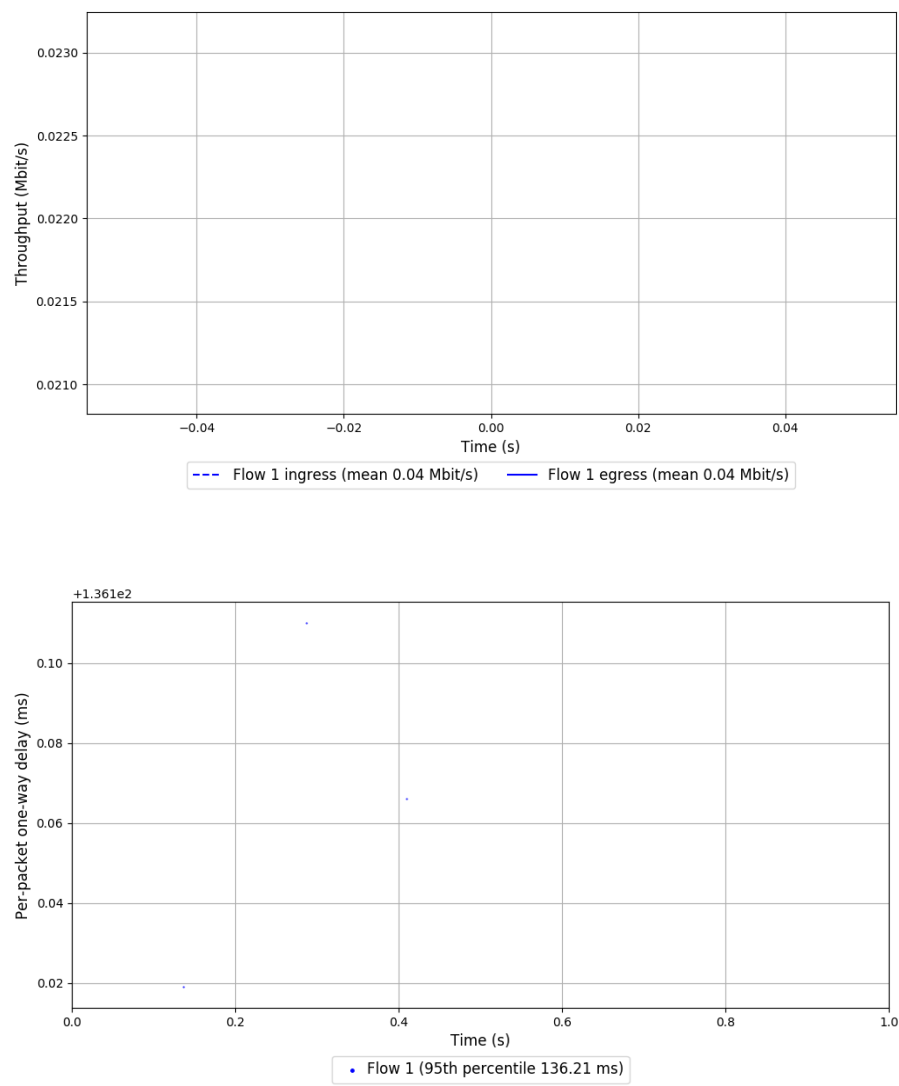 0.0230
0.0225
0.0220
0.0215
0.0210
Throughput (Mbit/s)
−0.04 −0.02 0.00 0.02 0.04
Time (s)
Flow 1 ingress (mean 0.04 Mbit/s) Flow 1 egress (mean 0.04 Mbit/s)
+1.361e2
0.10
0.08
0.06
0.04
0.02
Per-packet one-way delay (ms)
0.0 0.2 0.4 0.6 0.8 1.0
Time (s)
Flow 1 (95th percentile 136.21 ms)